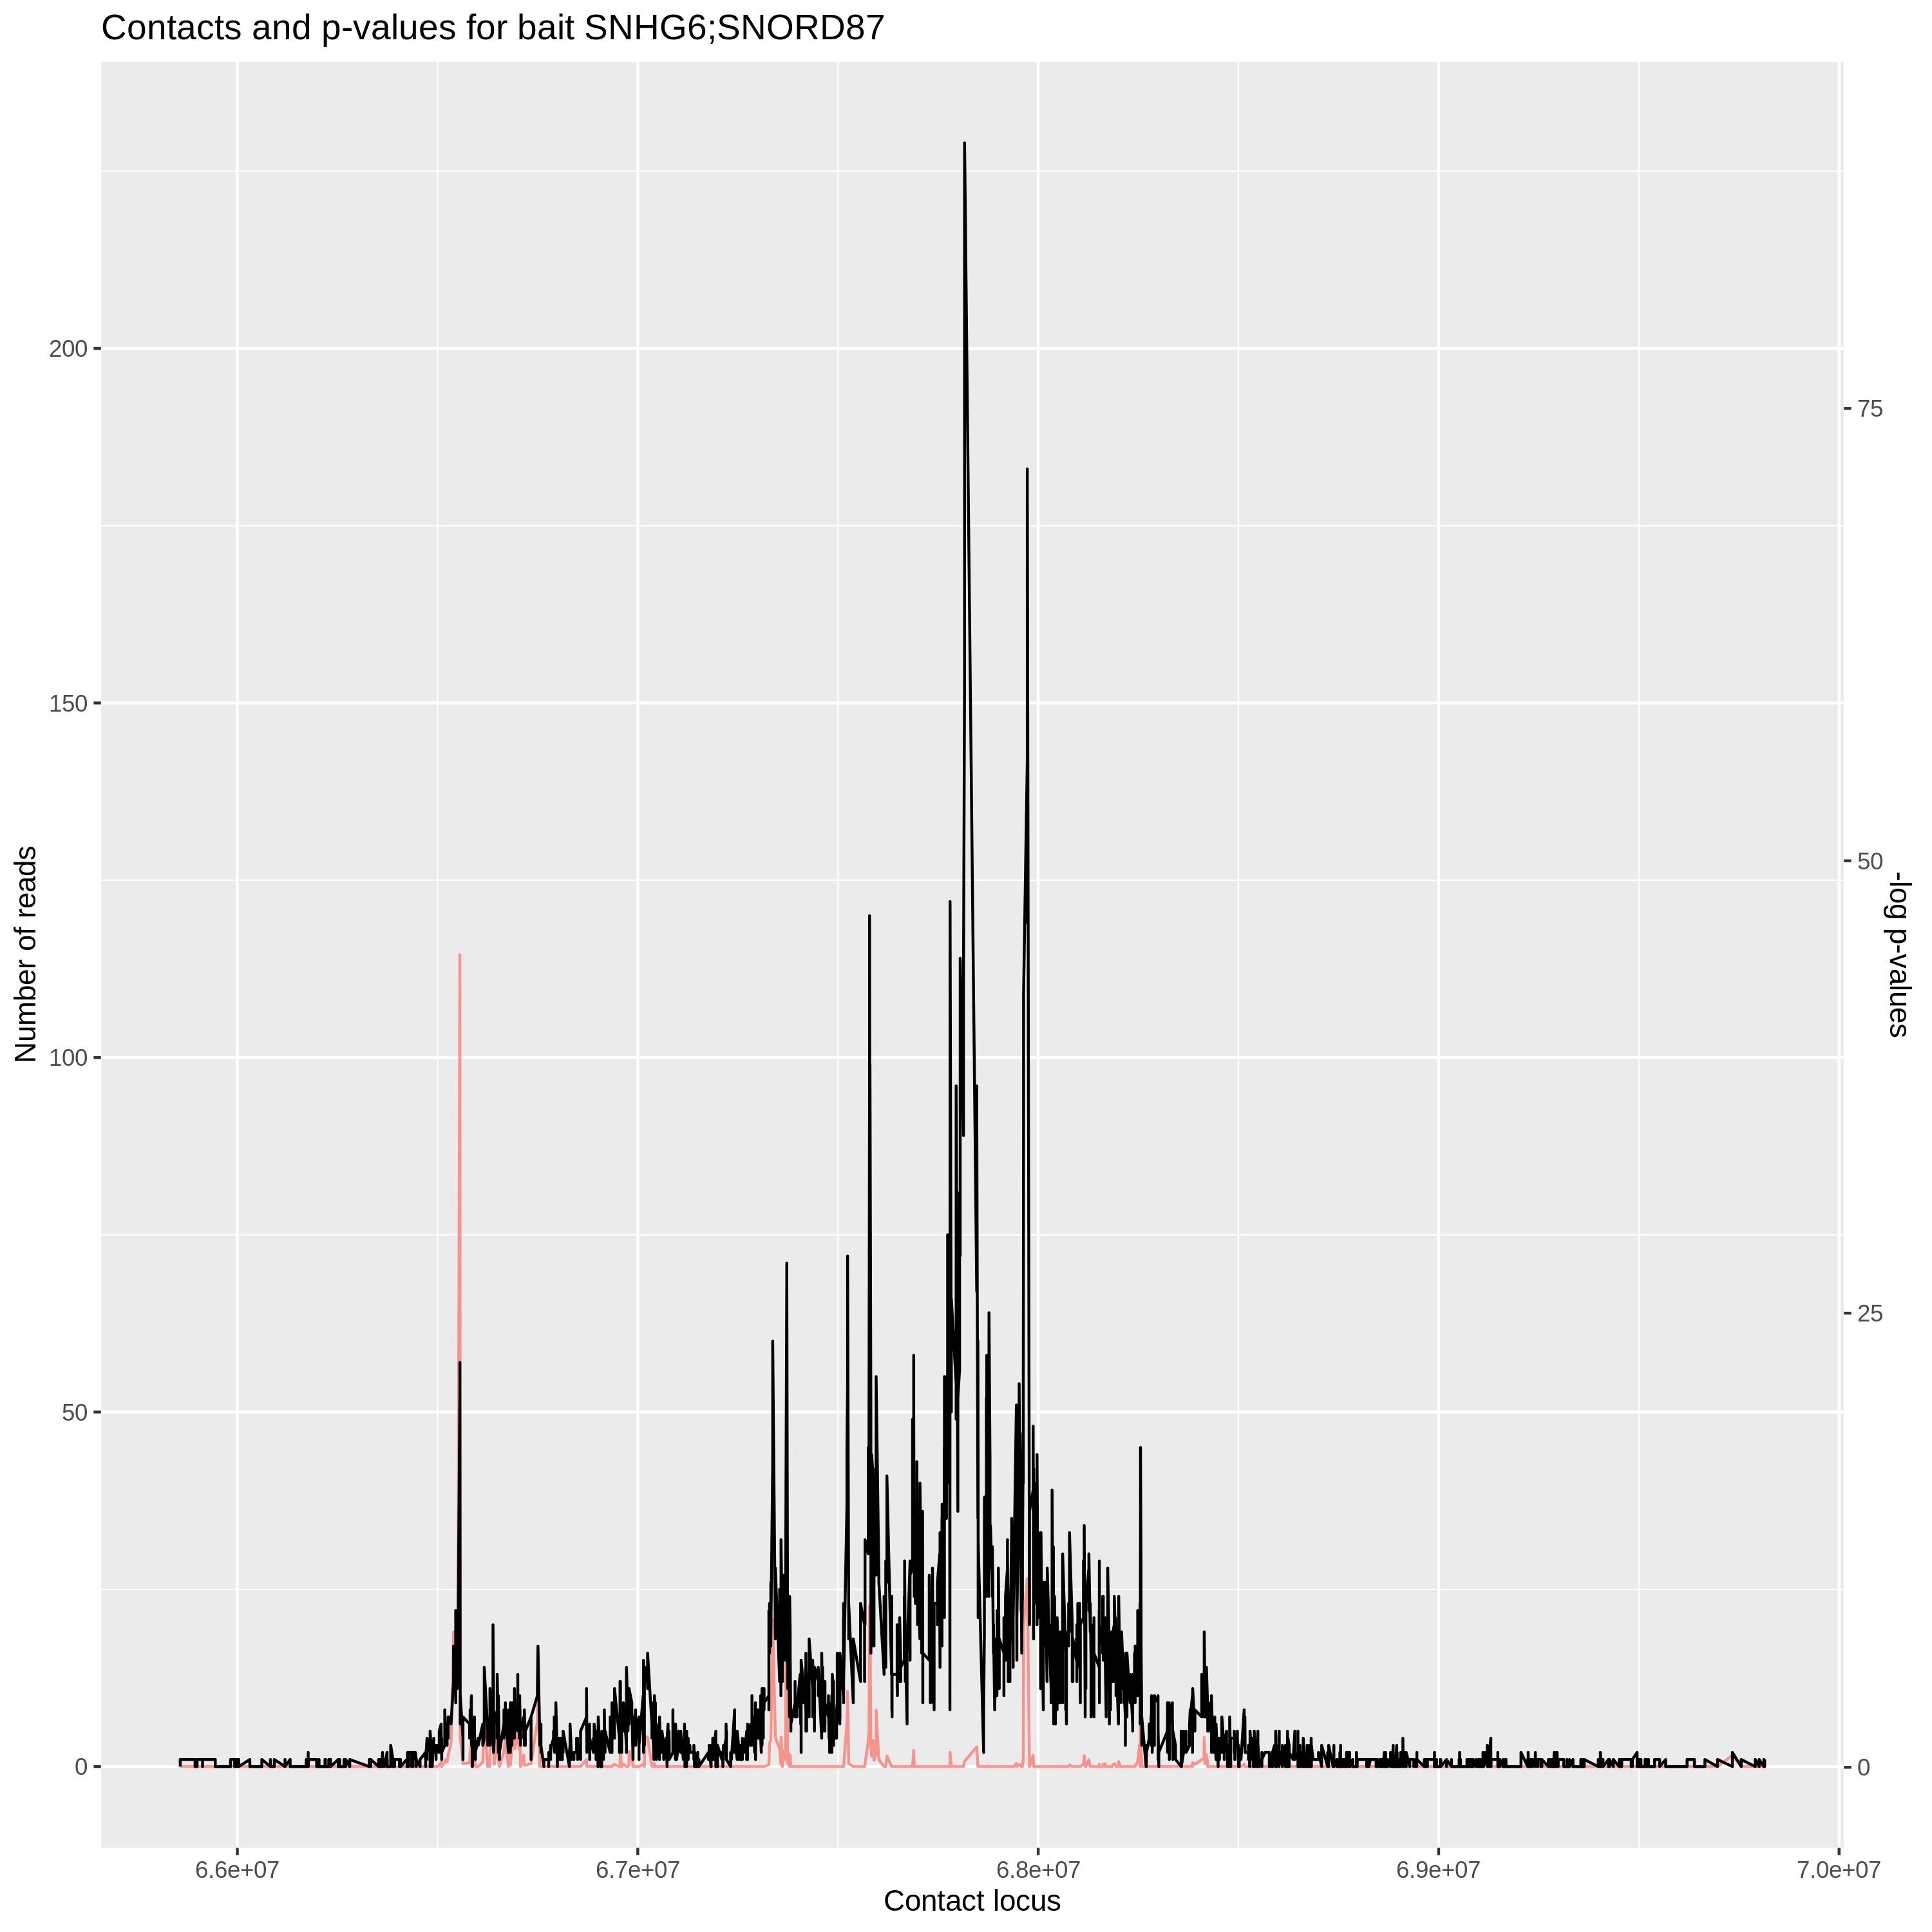 Contacts and p-values for bait SNHG6;SNORD87
200
150
100
50
0
Number of reads
75
50
25
0
-log p-values
6.6e+07
6.7e+07
6.8e+07
6.9e+07
7.0e+07
Contact locus